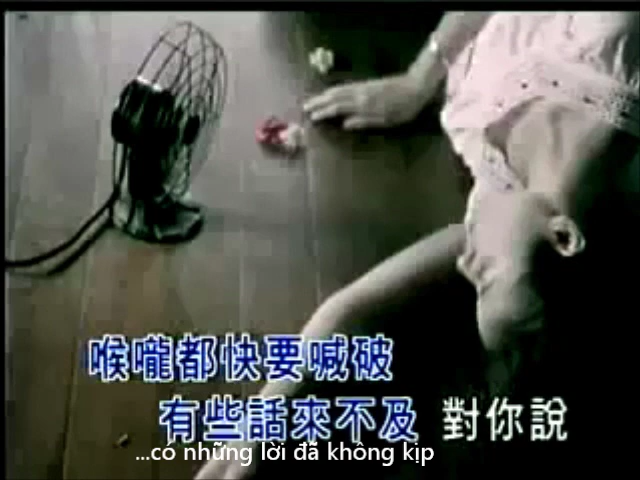 喉嚨都快要喊破
有些話來不及 對你說
...có những lời đã không kịp